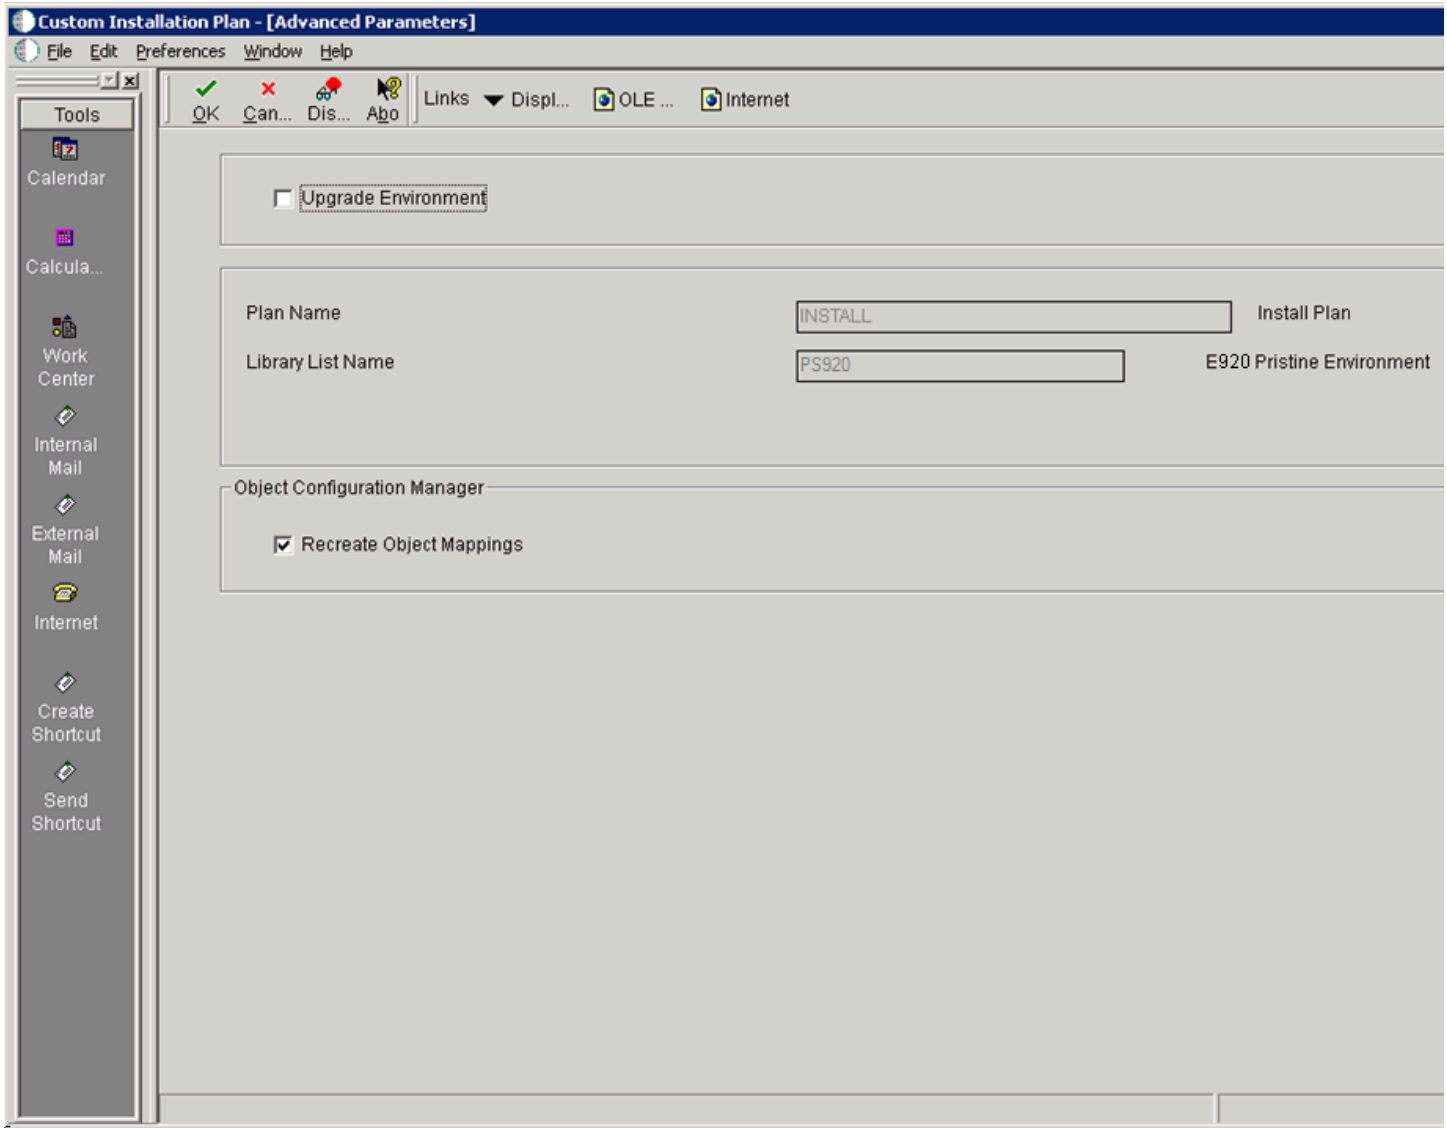 Custom Installation Plan - [Advanced Parameters]
File Edit Preferences Window Help
Tools
OK Can... Dis... Abo Links Displ... OLE ... Internet
Calendar
Calcula...
Work
Center
Internal
Mail
External
Mail
Internet
Create
Shortcut
Send
Shortcut
Upgrade Environment
Plan Name INSTALL Install Plan
Library List Name PS920 E920 Pristine Environment
Object Configuration Manager
Recreate Object Mappings